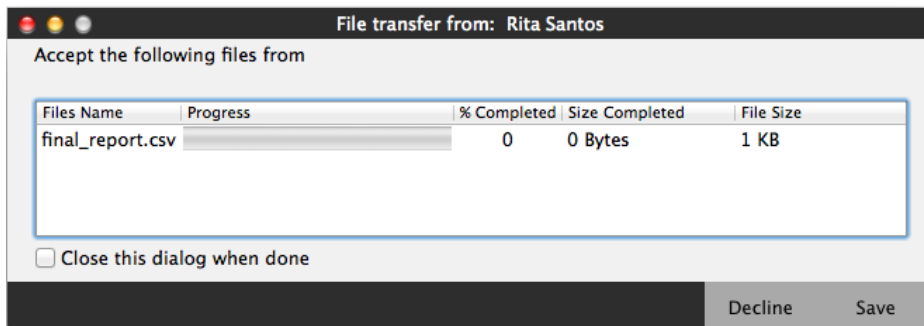 File transfer from: Rita Santos
Accept the following files from
Files Name Progress % Completed Size Completed File Size
final_report.csv 0 0 Bytes 1 KB
Close this dialog when done
Decline Save